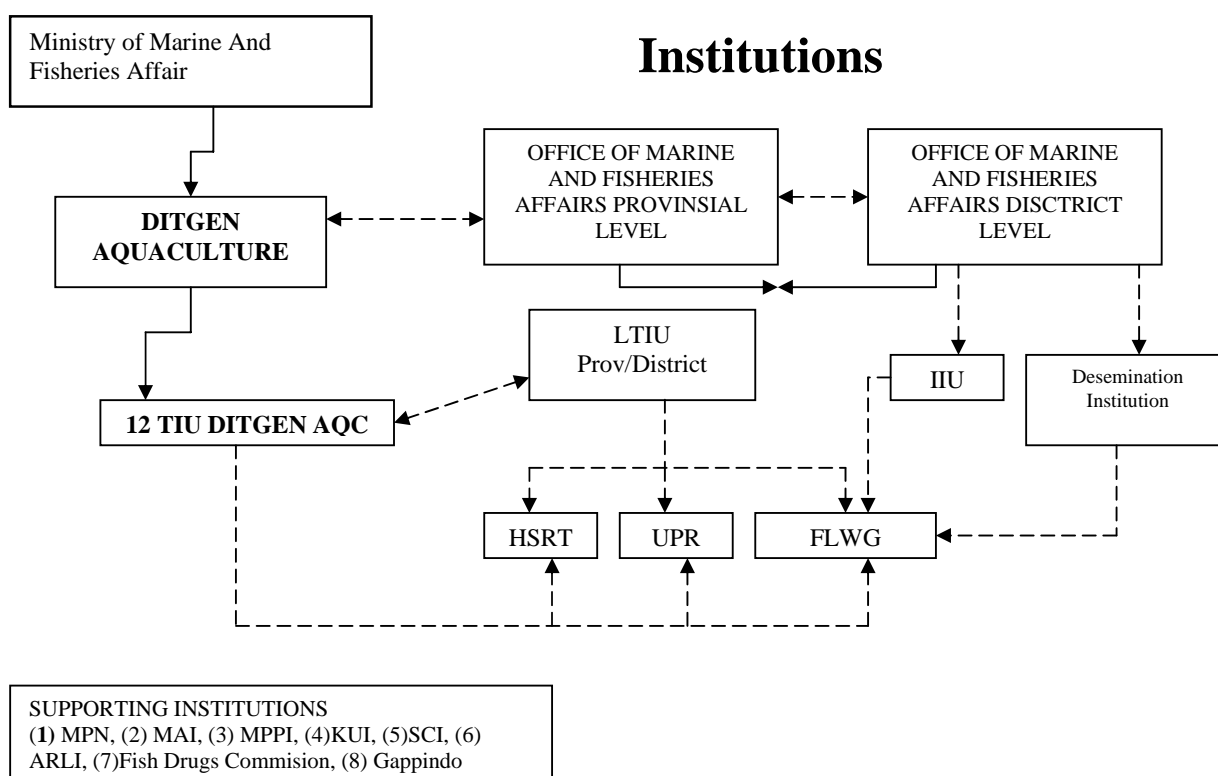 Institutions
Ministry of Marine And
Fisheries Affair
OFFICE OF MARINE
AND FISHERIES
AFFAIRS PROVINSIAL
LEVEL
OFFICE OF MARINE
AND FISHERIES
AFFAIRS DISCTRICT
LEVEL
DITGEN
AQUACULTURE
LTIU
Prov/District
IIU
Desemination
Institution
12 TIU DITGEN AQC
HSRT
UPR
FLWG
SUPPORTING INSTITUTIONS
(1) MPN, (2) MAI, (3) MPPI, (4)KUI, (5)SCI, (6)
ARLI, (7)Fish Drugs Commision, (8) Gappindo